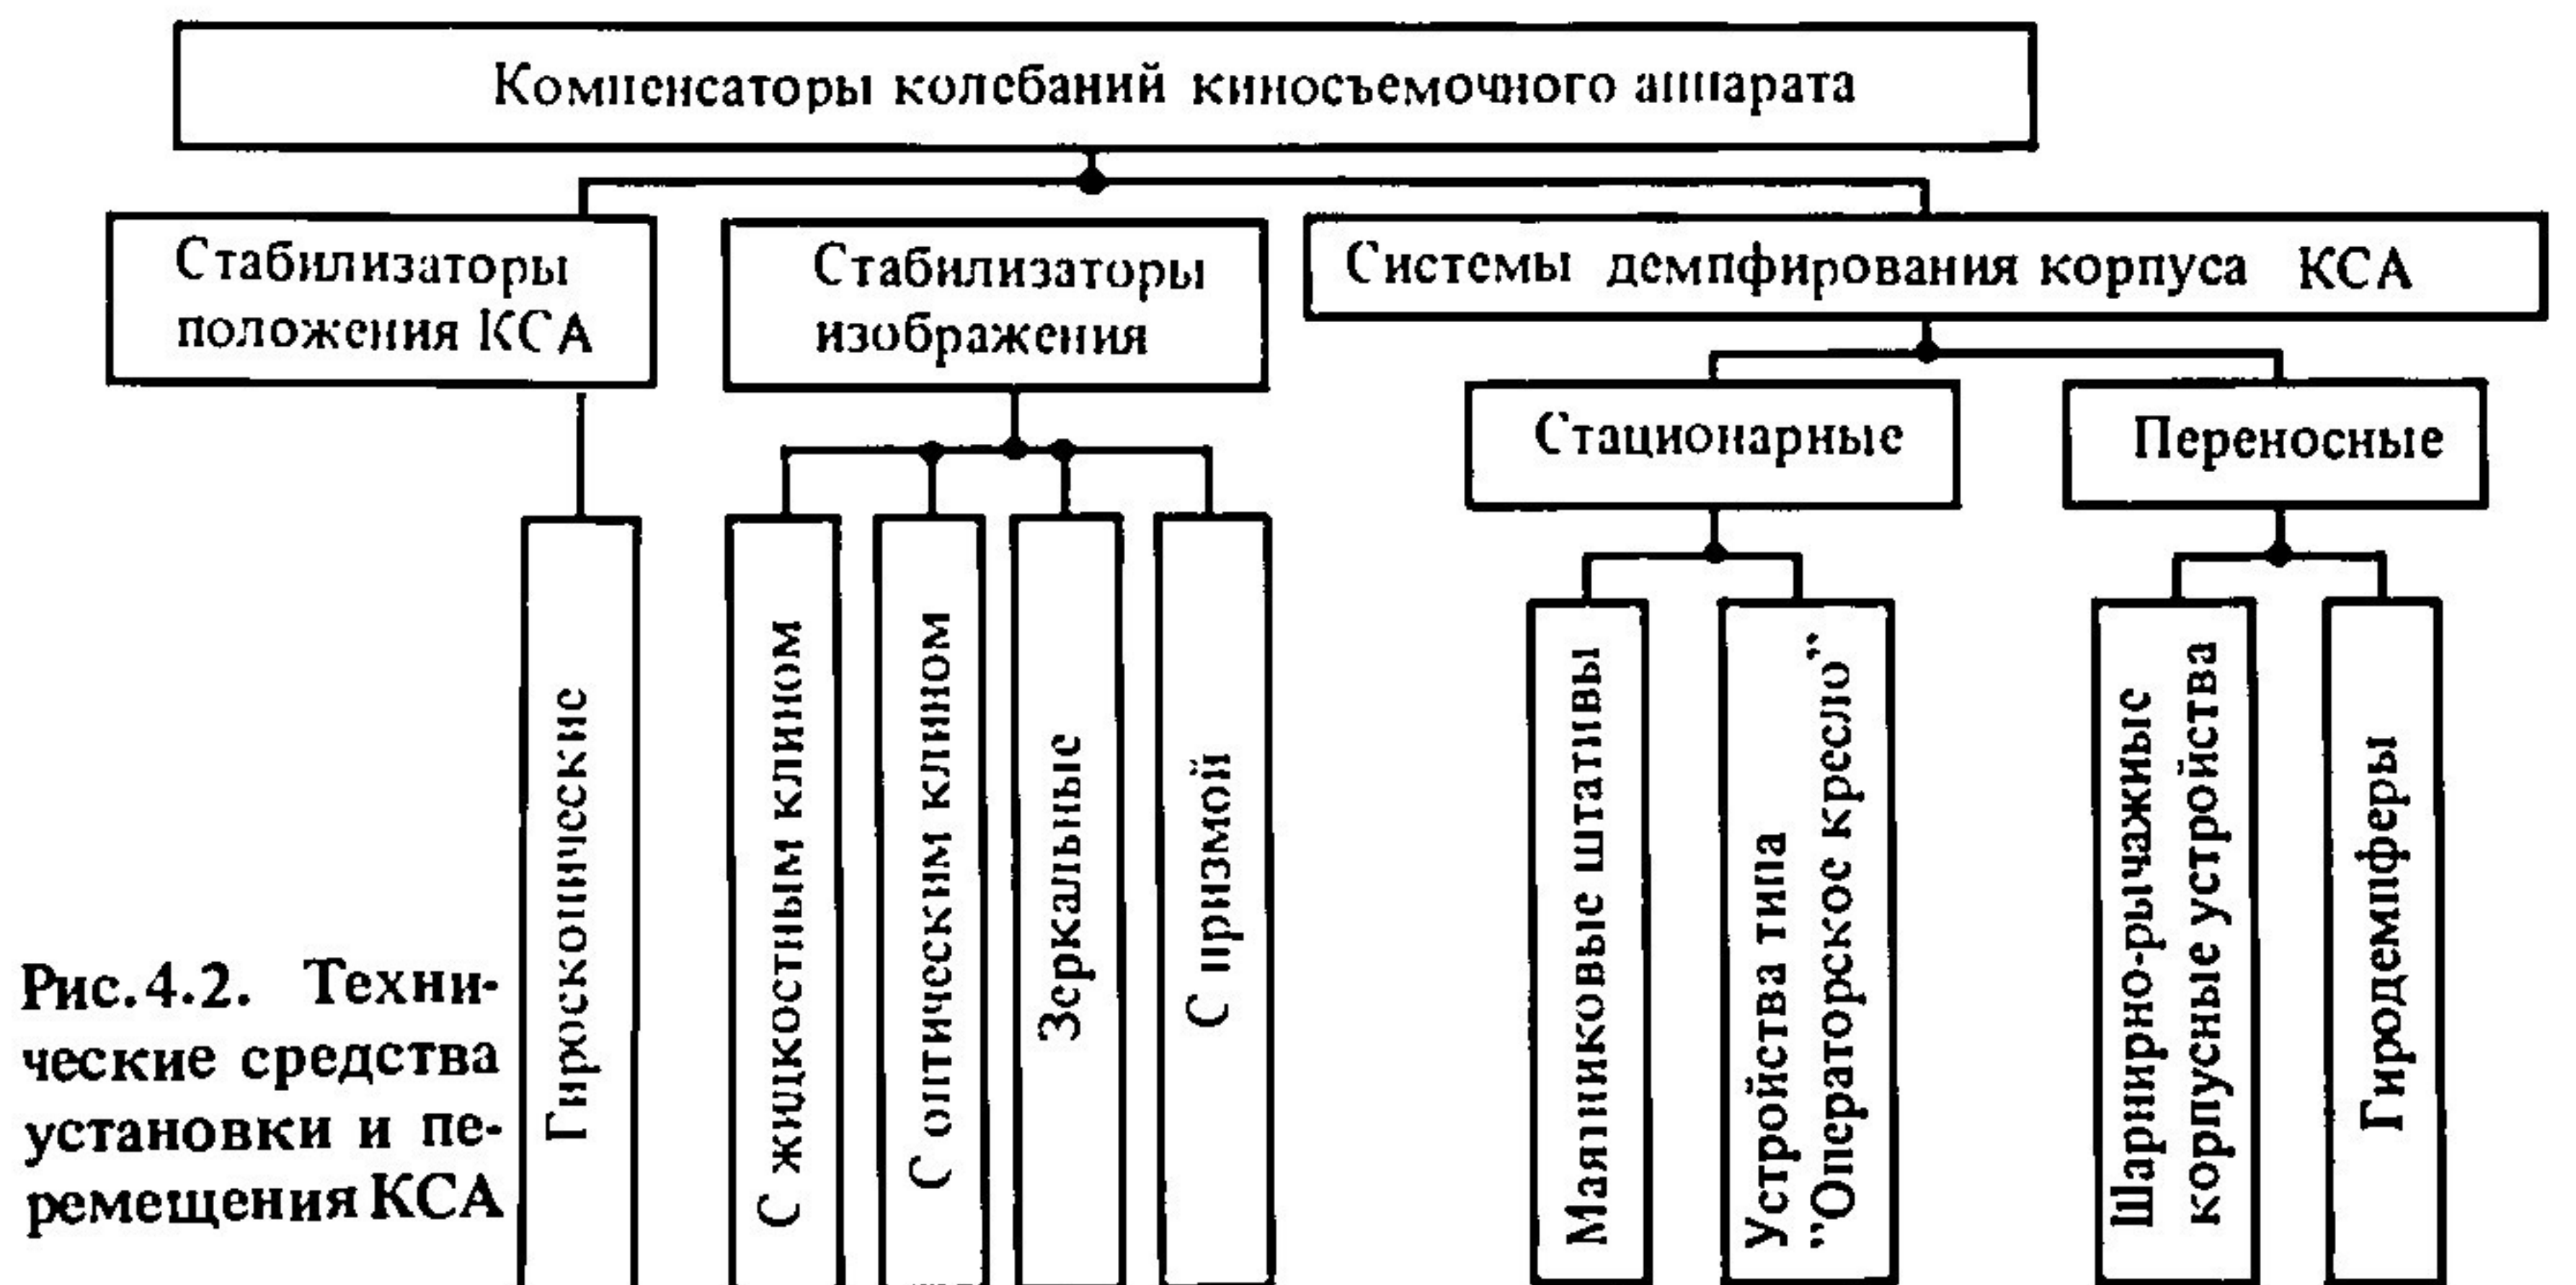 Компенсаторы колебаний киносъемочного аппарата
Стабилизаторы
положения КСА
Стабилизаторы
изображения
Системы демпфирования корпуса КСА
Стационарные
Переносные
Гироскопические
С жидкостным клином
С оптическим клином
Зеркальные
С призмой
Маятниковые штативы
Устройства типа
"Операторское кресло"
Шарнирно-рычажные
корпусные устройства
Гиродемпферы
Рис.4.2. Техни-
ческие средства
установки и пе-
ремещения КСА